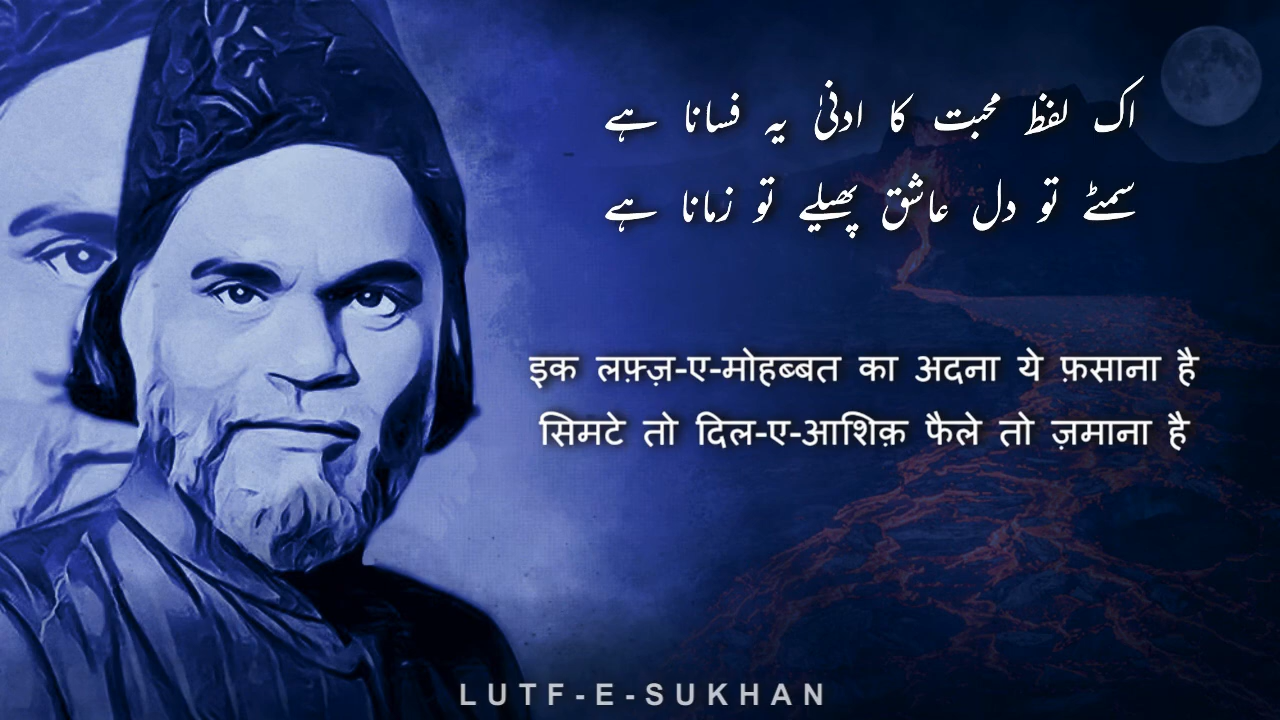 اک لفظ محبت کا ادنیٰ یہ فسانا ہے
سمٹے تو دل عاشق پھیلے تو زمانا ہے
इक लफ़्ज़-ए-मोहब्बत का अदना ये फ़साना है
सिमटे तो दिल-ए-आशिक़ फैले तो ज़माना है
LUTF-E-SUKHAN